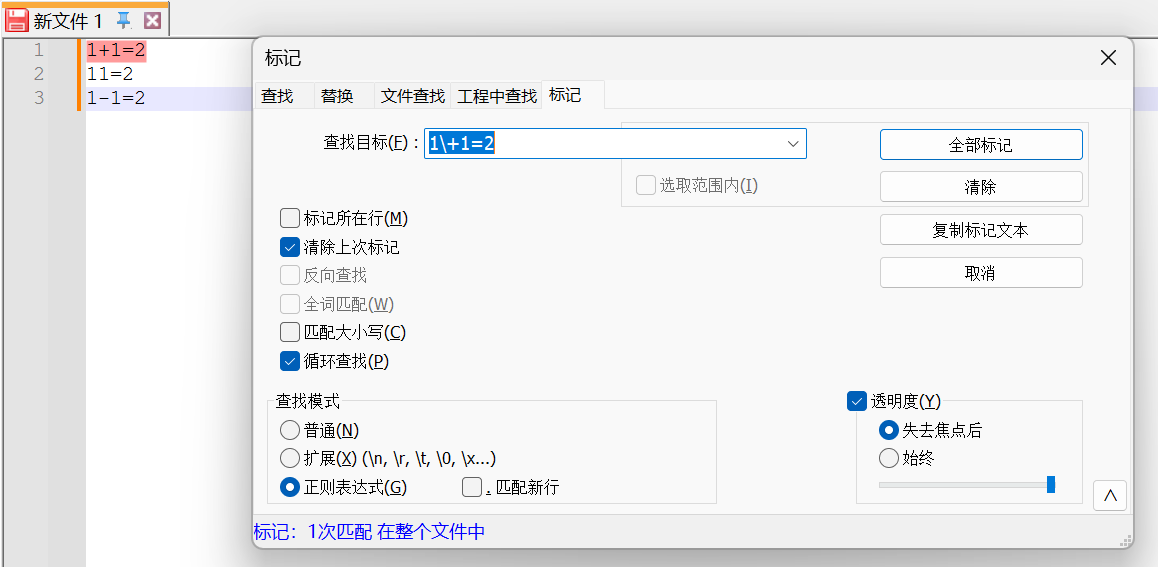 新文件 1
1 1+1=2
2 11=2
3 1-1=2
标记
查找 替换 文件查找 工程中查找 标记
查找目标(F)： 1\+1=2
全部标记
选取范围内(I)
清除
标记所在行(M)
复制标记文本
清除上次标记
反向查找
取消
全词匹配(W)
匹配大小写(C)
循环查找(P)
查找模式
透明度(Y)
普通(N)
失去焦点后
扩展(X) (\n, \r, \t, \0, \x...)
始终
正则表达式(G) . 匹配新行
标记：1次匹配 在整个文件中